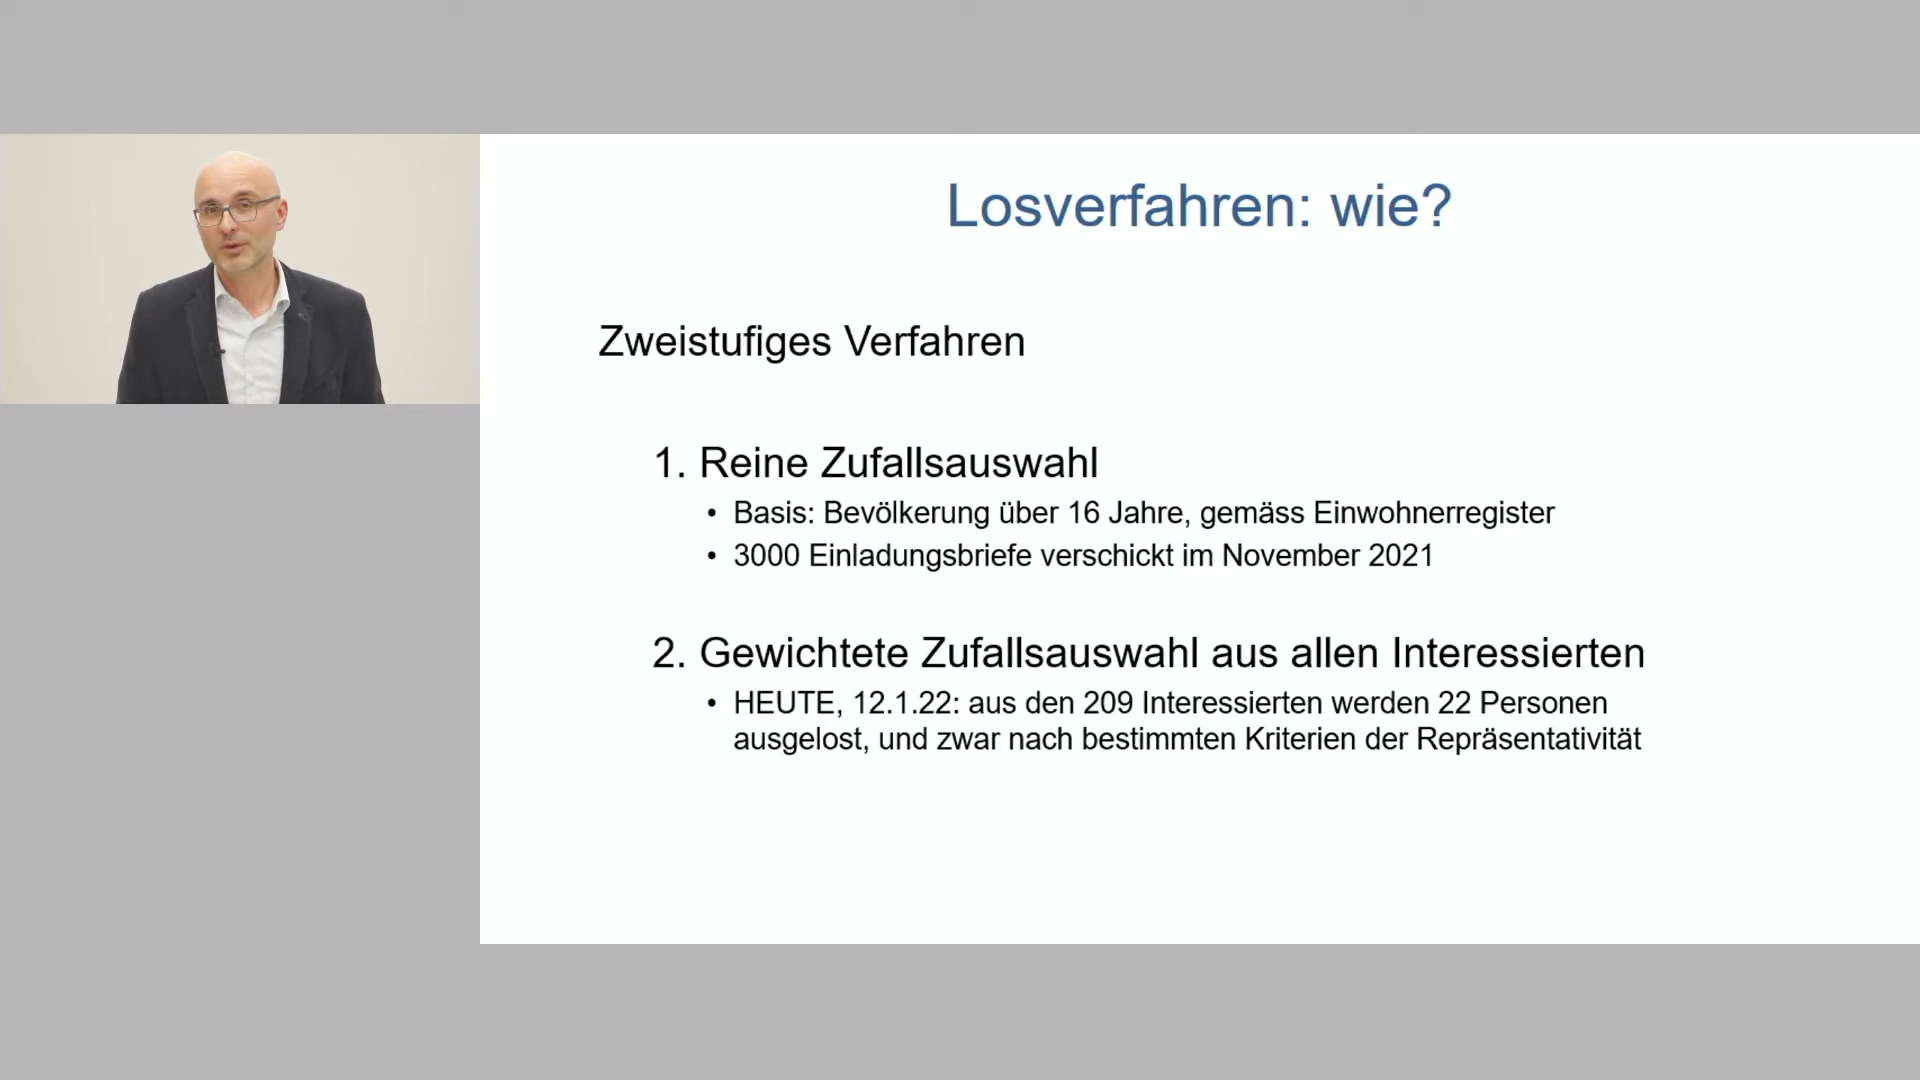 Losverfahren: wie?
Zweistufiges Verfahren
1. Reine Zufallsauswahl
• Basis: Bevölkerung über 16 Jahre, gemäss Einwohnerregister
• 3000 Einladungsbriefe verschickt im November 2021
2. Gewichtete Zufallsauswahl aus allen Interessierten
• HEUTE, 12.1.22: aus den 209 Interessierten werden 22 Personen
ausgelost, und zwar nach bestimmten Kriterien der Repräsentativität